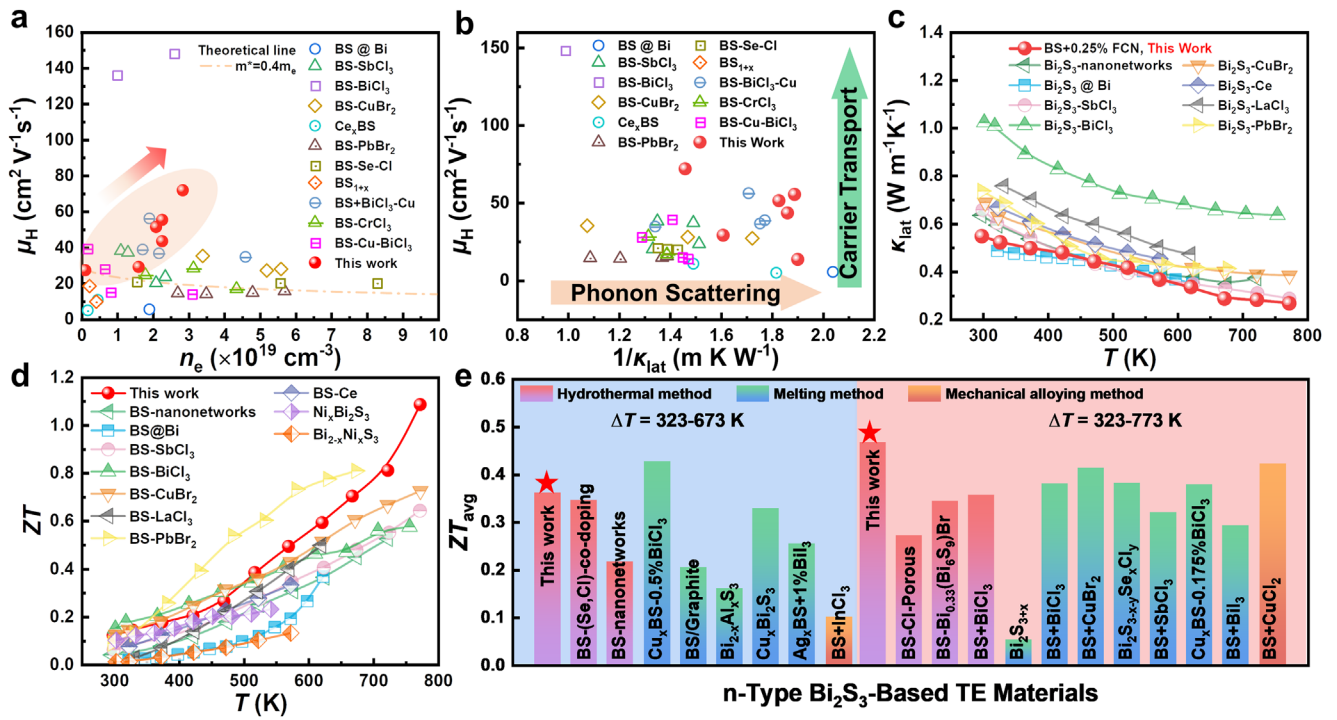 a
μH (cm2 V-1s-1)
160
140
120
100
80
60
40
20
0
0 1 2 3 4 5 6 7 8 9 10
ne (×10^19 cm-3)
Theoretical line
m*=0.4me
BS @ Bi
BS-SbCl3
BS-BiCl3
BS-CuBr2
CexBS
BS-PbBr2
BS-Se-Cl
BS1+x
BS+BiCl3-Cu
BS-CrCl3
BS-Cu-BiCl3
This work
b
μH (cm2 V-1s-1)
150
100
50
0
0.8 1.0 1.2 1.4 1.6 1.8 2.0 2.2
1/κlat (m K W-1)
BS @ Bi
BS-SbCl3
BS-BiCl3
BS-CuBr2
CexBS
BS-PbBr2
BS-Se-Cl
BS1+x
BS-BiCl3-Cu
BS-CrCl3
BS-Cu-BiCl3
This Work
Carrier Transport
Phonon Scattering
c
κlat (W m-1K-1)
1.4
1.2
1.0
0.8
0.6
0.4
0.2
200 300 400 500 600 700 800
T (K)
BS+0.25% FCN, This Work
Bi2S3-nanonetworks
Bi2S3 @ Bi
Bi2S3-SbCl3
Bi2S3-BiCl3
Bi2S3-CuBr2
Bi2S3-Ce
Bi2S3-LaCl3
Bi2S3-PbBr2
d
ZT
1.2
1.0
0.8
0.6
0.4
0.2
0.0
200 300 400 500 600 700 800
T (K)
This work
BS-nanonetworks
BS@Bi
BS-SbCl3
BS-BiCl3
BS-CuBr2
BS-LaCl3
BS-PbBr2
BS-Ce
NixBi2S3
Bi2-xNixS3
e
ZTavg
0.6
0.5
0.4
0.3
0.2
0.1
0.0
Hydrothermal method
Melting method
Mechanical alloying method
ΔT = 323-673 K
ΔT = 323-773 K
This work
BS-(Se,Cl)-co-doping
BS-nanonetworks
CuxBS-0.5%BiCl3
BS/Graphite
Bi2-xAlxS3
CuxBi2S3
AgxBS+1%BiI3
BS+InCl3
This work
BS-Cl-Porous
BS-Bi0.33(Bi6S9)Br
BS+BiCl3
Bi2S3+x
BS+BiCl3
BS+CuBr2
Bi2S3-x-ySexCly
BS+SbCl3
CuxBS-0.175%BiCl3
BS+BiI3
BS+CuCl2
n-Type Bi2S3-Based TE Materials